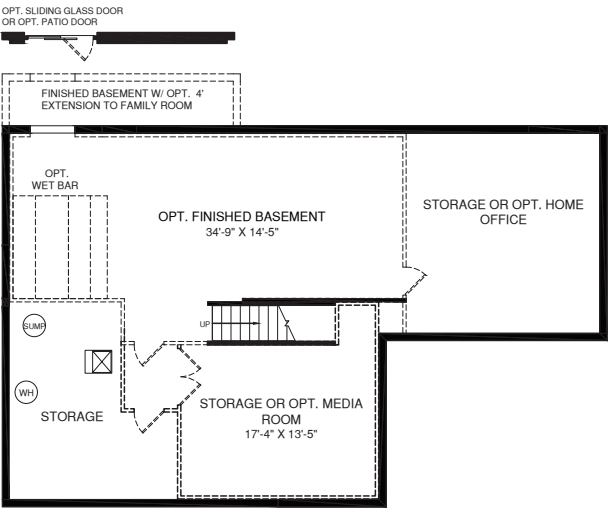 OPT. SLIDING GLASS DOOR
OR OPT. PATIO DOOR
FINISHED BASEMENT W/ OPT. 4'
EXTENSION TO FAMILY ROOM
OPT.
WET BAR
OPT. FINISHED BASEMENT
34'-9" X 14'-5"
STORAGE OR OPT. HOME
OFFICE
UP
SUMP
WH
STORAGE
STORAGE OR OPT. MEDIA
ROOM
17'-4" X 13'-5"